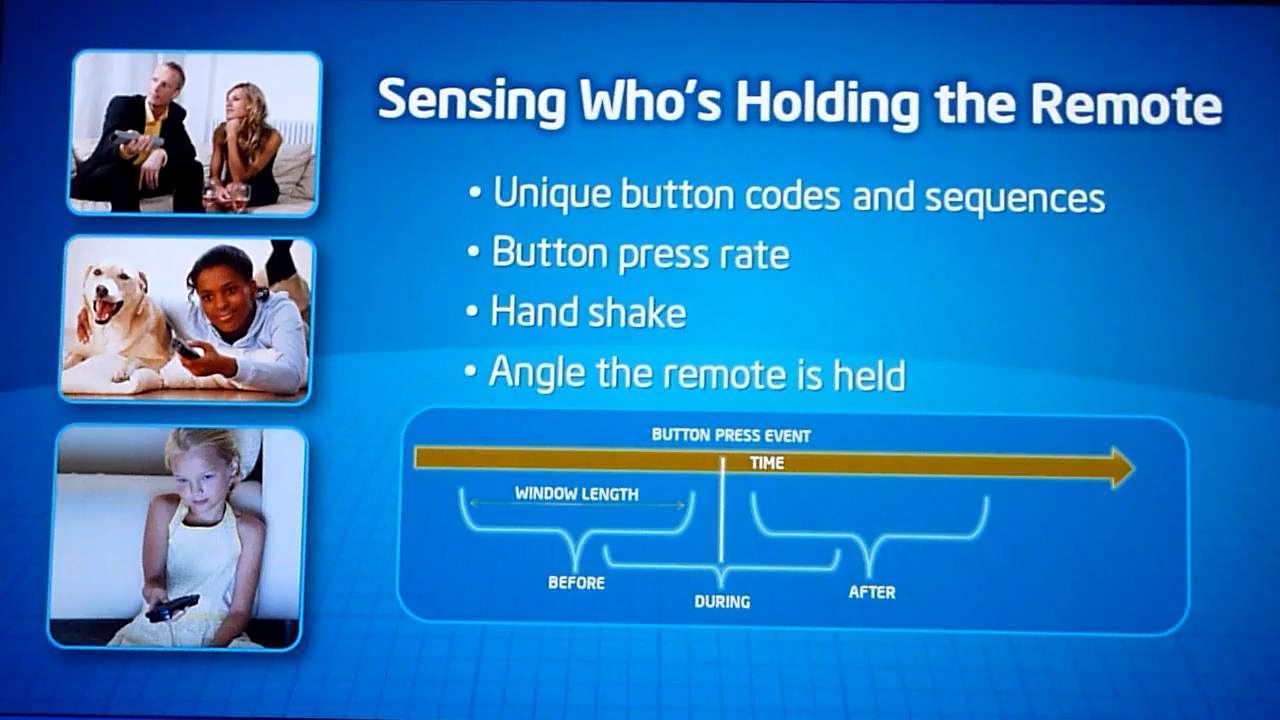 Sensing Who's Holding the Remote
• Unique button codes and sequences
• Button press rate
• Hand shake
• Angle the remote is held
BUTTON PRESS EVENT
TIME
WINDOW LENGTH
BEFORE
DURING
AFTER